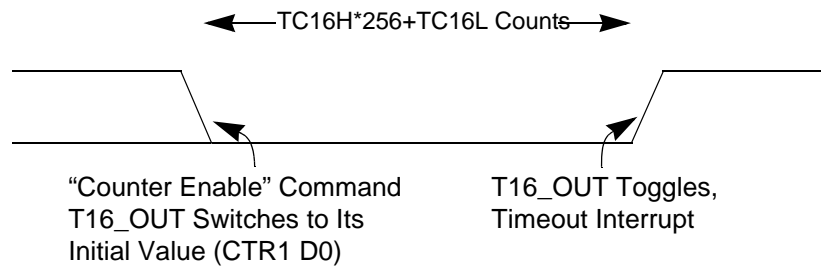 TC16H*256+TC16L Counts
“Counter Enable” Command
T16_OUT Switches to Its
Initial Value (CTR1 D0)
T16_OUT Toggles,
Timeout Interrupt